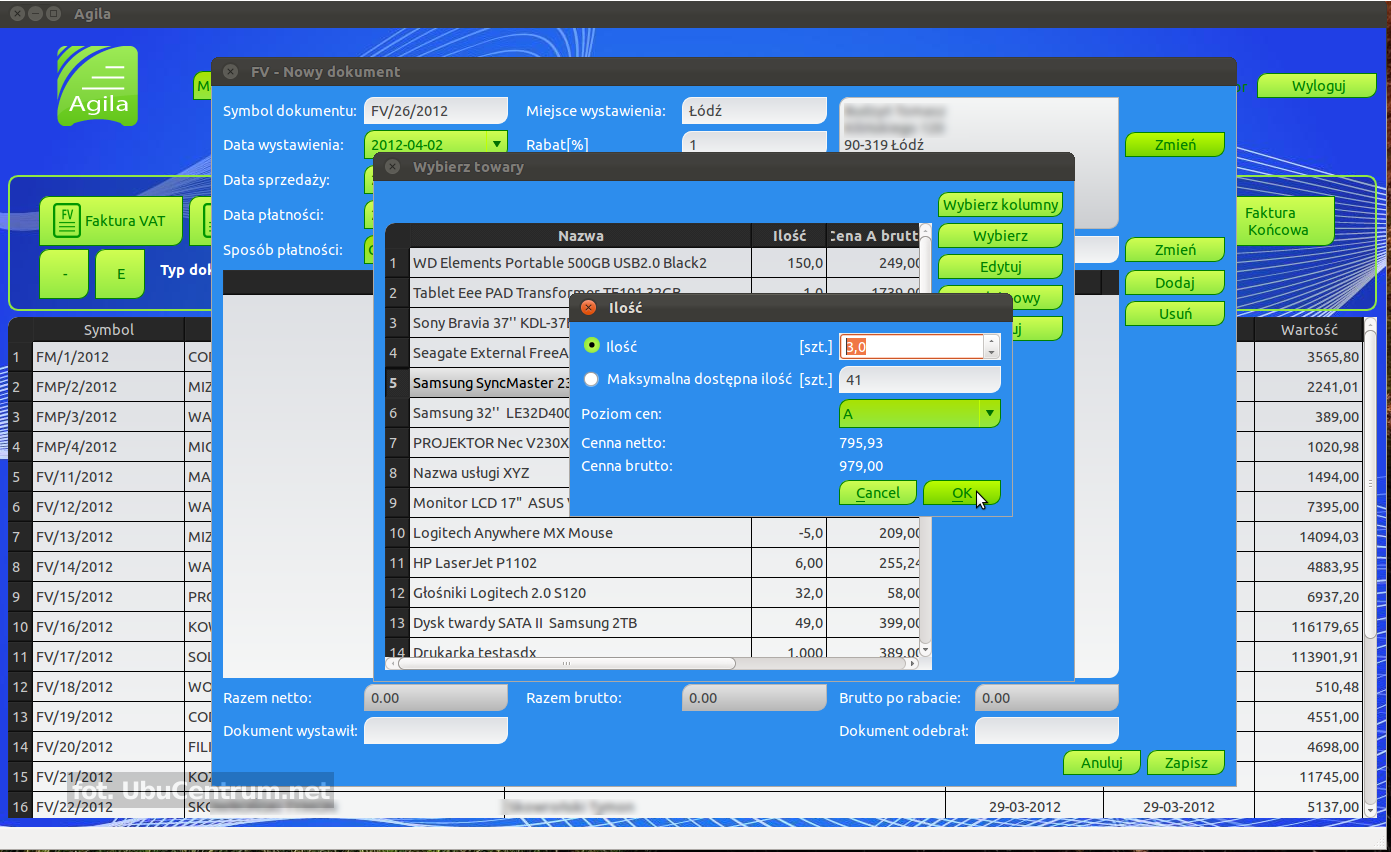 Agila
Agila
M
Wyloguj
FV - Nowy dokument
Symbol dokumentu: FV/26/2012 Miejsce wystawienia: Łódź
Data wystawienia: 2012-04-02 Rabat[%] 1
90-319 Łódź
Zmień
Data sprzedaży:
Data płatności:
Sposób płatności:
Zmień
Dodaj
Usuń
FV Faktura VAT
Faktura Końcowa
- E Typ dok
Wybierz towary
Wybierz kolumny
Wybierz
Edytuj
Nazwa Ilość Cena A brutt
1 WD Elements Portable 500GB USB2.0 Black2 150,0 249,00
2 Tablet Eee PAD Transformer TF101 32GB 1,0 1739,00
3 Sony Bravia 37'' KDL-37
4 Seagate External FreeA
5 Samsung SyncMaster 23
6 Samsung 32'' LE32D400
7 PROJEKTOR Nec V230X
8 Nazwa usługi XYZ
9 Monitor LCD 17" ASUS
10 Logitech Anywhere MX Mouse -5,0 209,00
11 HP LaserJet P1102 6,00 255,24
12 Głośniki Logitech 2.0 S120 32,0 58,00
13 Dysk twardy SATA II Samsung 2TB 49,0 399,00
14 Drukarka testasdx 1,000 389,00
Ilość
Ilość [szt.] 3,0
Maksymalna dostępna ilość [szt.] 41
Poziom cen: A
Cenna netto: 795,93
Cenna brutto: 979,00
Cancel OK
Symbol Wartość
1 FM/1/2012 COI 3565,80
2 FMP/2/2012 MIZ 2241,01
3 FMP/3/2012 WA 389,00
4 FMP/4/2012 MIC 1020,98
5 FV/11/2012 MA 1494,00
6 FV/12/2012 WA 7395,00
7 FV/13/2012 MIZ 14094,03
8 FV/14/2012 WA 4883,95
9 FV/15/2012 PRO 6937,20
10 FV/16/2012 KOW 116179,65
11 FV/17/2012 SOL 113901,91
12 FV/18/2012 WO 510,48
13 FV/19/2012 COI 4551,00
14 FV/20/2012 FILI 4698,00
15 FV/21/2012 KOZ 11745,00
16 FV/22/2012 SKO 29-03-2012 29-03-2012 5137,00
Razem netto: 0.00 Razem brutto: 0.00 Brutto po rabacie: 0.00
Dokument wystawił: Dokument odebrał:
Anuluj Zapisz
fot. UbuCentrum.net